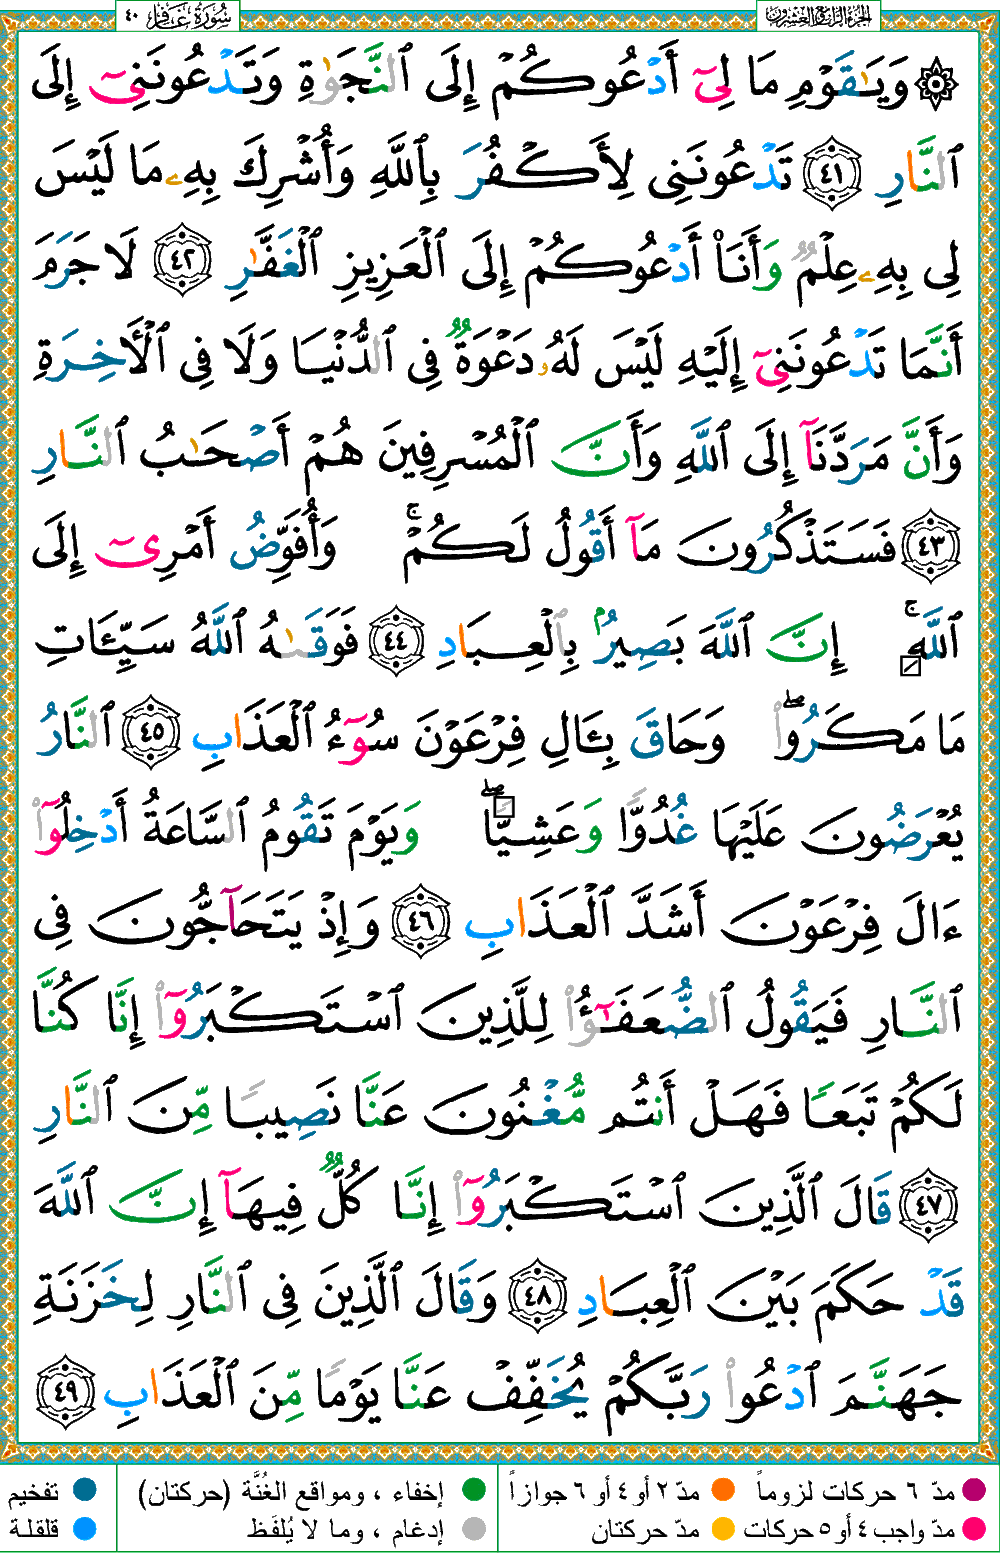 سُورَةُ غَافِر ٤٠
الجزء الرابع والعشرون
۞ وَيَٰقَوْمِ مَا لِىٓ أَدْعُوكُمْ إِلَى ٱلنَّجَوٰةِ وَتَدْعُونَنِىٓ إِلَى
ٱلنَّارِ ٤١ تَدْعُونَنِى لِأَكْفُرَ بِٱللَّهِ وَأُشْرِكَ بِهِۦ مَا لَيْسَ
لِى بِهِۦ عِلْمٌ وَأَنَا۠ أَدْعُوكُمْ إِلَى ٱلْعَزِيزِ ٱلْغَفَّٰرِ ٤٢ لَا جَرَمَ
أَنَّمَا تَدْعُونَنِىٓ إِلَيْهِ لَيْسَ لَهُۥ دَعْوَةٌ فِى ٱلدُّنْيَا وَلَا فِى ٱلْأَخِرَةِ
وَأَنَّ مَرَدَّنَآ إِلَى ٱللَّهِ وَأَنَّ ٱلْمُسْرِفِينَ هُمْ أَصْحَٰبُ ٱلنَّارِ
٤٣ فَسَتَذْكُرُونَ مَآ أَقُولُ لَكُمْ ۚ وَأُفَوِّضُ أَمْرِىٓ إِلَى
ٱللَّهِ ۚ إِنَّ ٱللَّهَ بَصِيرٌۢ بِٱلْعِبَادِ ٤٤ فَوَقَىٰهُ ٱللَّهُ سَيِّـَٔاتِ
مَا مَكَرُوا۟ ۖ وَحَاقَ بِـَٔالِ فِرْعَوْنَ سُوٓءُ ٱلْعَذَابِ ٤٥ ٱلنَّارُ
يُعْرَضُونَ عَلَيْهَا غُدُوًّا وَعَشِيًّا ۖ وَيَوْمَ تَقُومُ ٱلسَّاعَةُ أَدْخِلُوٓا۟
ءَالَ فِرْعَوْنَ أَشَدَّ ٱلْعَذَابِ ٤٦ وَإِذْ يَتَحَآجُّونَ فِى
ٱلنَّارِ فَيَقُولُ ٱلضُّعَفَٰٓؤُا۟ لِلَّذِينَ ٱسْتَكْبَرُوٓا۟ إِنَّا كُنَّا
لَكُمْ تَبَعًا فَهَلْ أَنتُم مُّغْنُونَ عَنَّا نَصِيبًا مِّنَ ٱلنَّارِ
٤٧ قَالَ ٱلَّذِينَ ٱسْتَكْبَرُوٓا۟ إِنَّا كُلٌّ فِيهَآ إِنَّ ٱللَّهَ
قَدْ حَكَمَ بَيْنَ ٱلْعِبَادِ ٤٨ وَقَالَ ٱلَّذِينَ فِى ٱلنَّارِ لِخَزَنَةِ
جَهَنَّمَ ٱدْعُوا۟ رَبَّكُمْ يُخَفِّفْ عَنَّا يَوْمًا مِّنَ ٱلْعَذَابِ ٤٩
مدّ ٦ حركات لزوماً مدّ ٢ أو ٤ أو ٦ جوازاً إخفاء ، ومواقع الغُنَّة (حركتان) تفخيم
مدّ واجب ٤ أو ٥ حركات مدّ حركتان إدغام ، وما لا يُلفَظ قلقلة